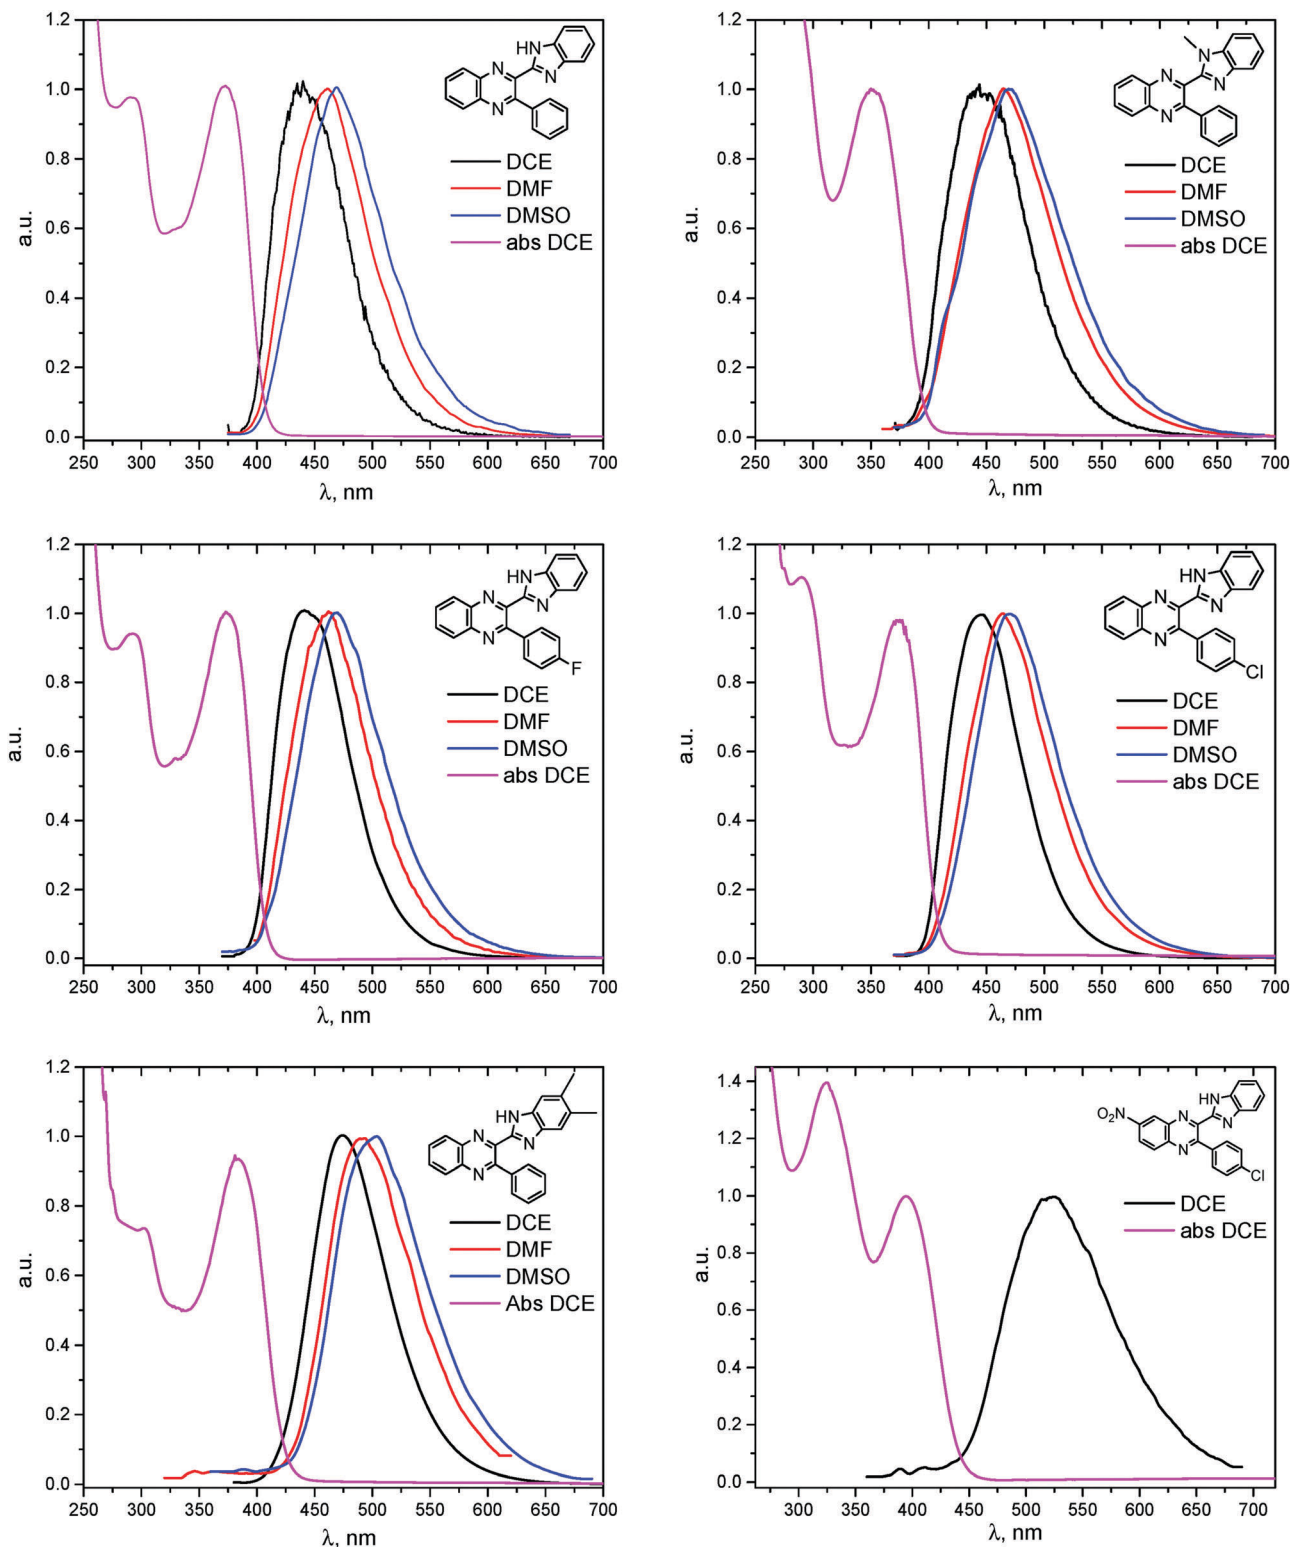 1.2
1.0
0.8
0.6
0.4
0.2
0.0
a.u.
250 300 350 400 450 500 550 600 650 700
λ, nm
HN
N
N
N
DCE
DMF
DMSO
abs DCE
1.2
1.0
0.8
0.6
0.4
0.2
0.0
a.u.
250 300 350 400 450 500 550 600 650 700
λ, nm
N
N
N
N
DCE
DMF
DMSO
abs DCE
1.2
1.0
0.8
0.6
0.4
0.2
0.0
a.u.
250 300 350 400 450 500 550 600 650 700
λ, nm
HN
N
N
N
F
DCE
DMF
DMSO
abs DCE
1.2
1.0
0.8
0.6
0.4
0.2
0.0
a.u.
250 300 350 400 450 500 550 600 650 700
λ, nm
HN
N
N
N
Cl
DCE
DMF
DMSO
abs DCE
1.2
1.0
0.8
0.6
0.4
0.2
0.0
a.u.
250 300 350 400 450 500 550 600 650 700
λ, nm
HN
N
N
N
DCE
DMF
DMSO
Abs DCE
1.4
1.2
1.0
0.8
0.6
0.4
0.2
0.0
a.u.
300 350 400 450 500 550 600 650 700
λ, nm
HN
O₂N
N
N
N
Cl
DCE
abs DCE